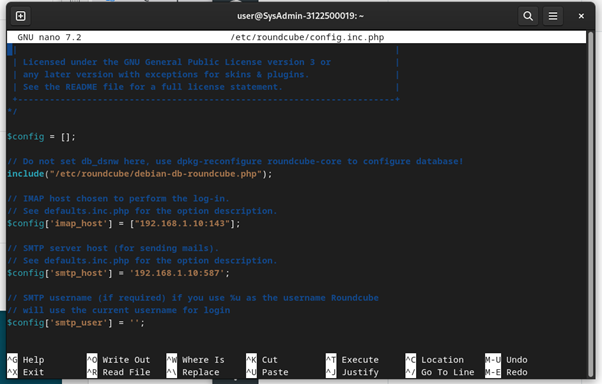 user@SysAdmin-3122500019: ~
GNU nano 7.2 /etc/roundcube/config.inc.php
| |
| Licensed under the GNU General Public License version 3 or |
| any later version with exceptions for skins & plugins. |
| See the README file for a full license statement. |
+-----------------------------------------------------------------------+
*/
$config = [];
// Do not set db_dsnw here, use dpkg-reconfigure roundcube-core to configure database!
include("/etc/roundcube/debian-db-roundcube.php");
// IMAP host chosen to perform the log-in.
// See defaults.inc.php for the option description.
$config['imap_host'] = ["192.168.1.10:143"];
// SMTP server host (for sending mails).
// See defaults.inc.php for the option description.
$config['smtp_host'] = '192.168.1.10:587';
// SMTP username (if required) if you use %u as the username Roundcube
// will use the current username for login
$config['smtp_user'] = '';
^G Help ^O Write Out ^W Where Is ^K Cut ^T Execute ^C Location M-U Undo
^X Exit ^R Read File ^\ Replace ^U Paste ^J Justify ^/ Go To Line M-E Redo